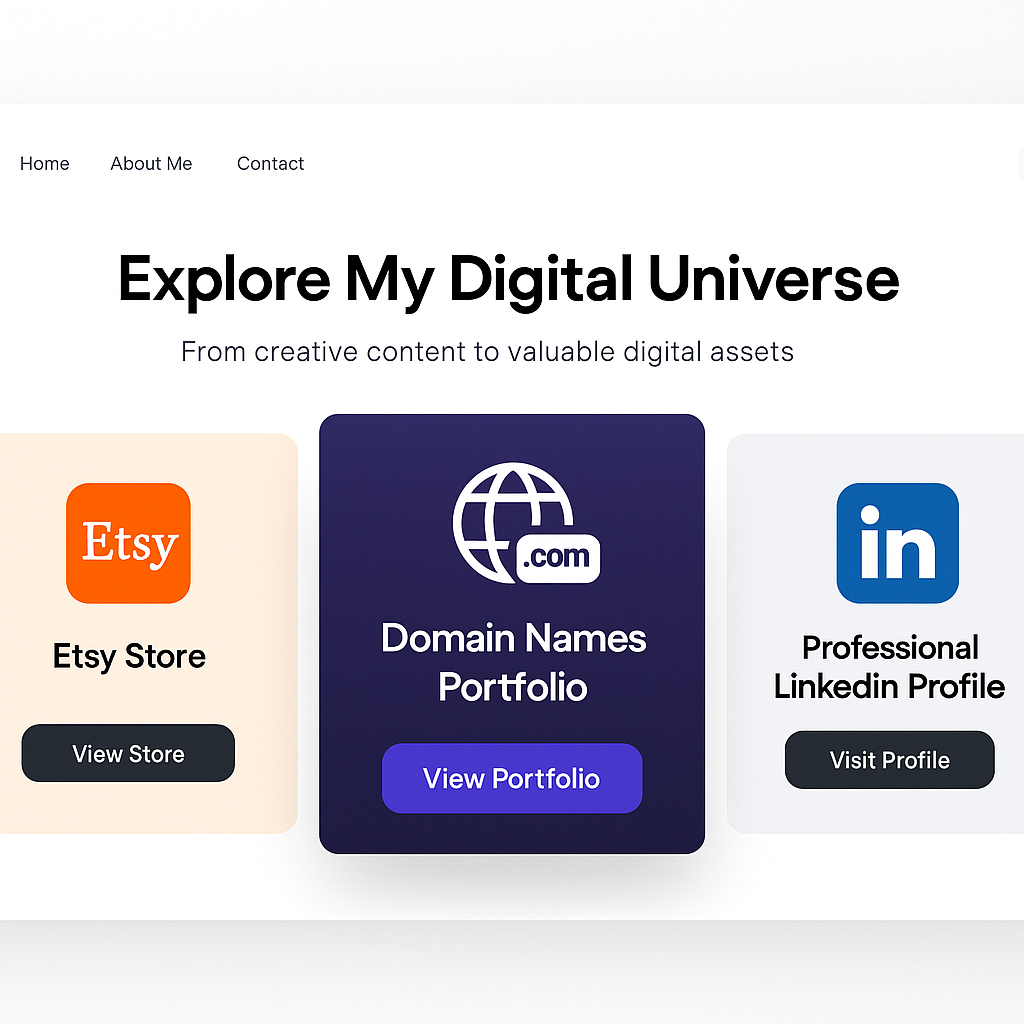 Home About Me Contact
Explore My Digital Universe
From creative content to valuable digital assets
Etsy
Etsy Store
View Store
.com
Domain Names
Portfolio
View Portfolio
in
Professional
Linkedin Profile
Visit Profile